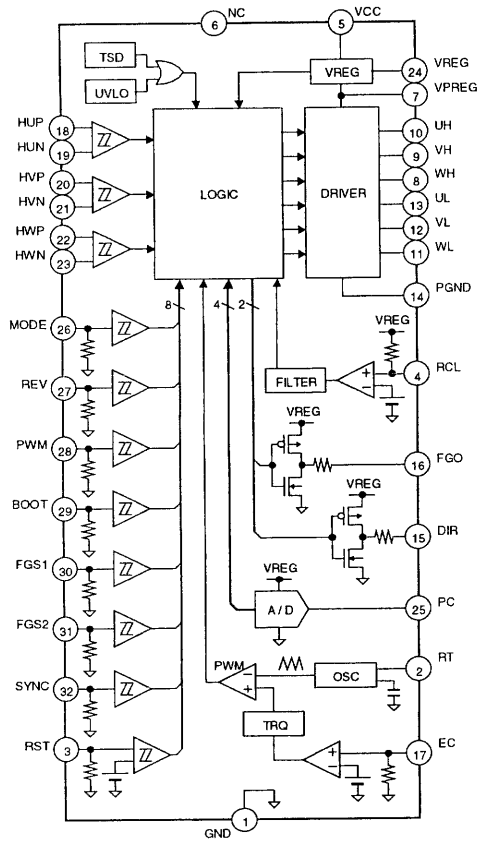 6 NC
5 VCC
TSD
UVLO
VREG
24 VREG
7 VPREG
HUP 18
HUN 19
HVP 20
HVN 21
HWP 22
HWN 23
LOGIC
DRIVER
10 UH
9 VH
8 WH
13 UL
12 VL
11 WL
14 PGND
8
4
2
MODE 26
REV 27
PWM 28
BOOT 29
FGS1 30
FGS2 31
SYNC 32
RST 3
VREG
FILTER
+
−
4 RCL
VREG
16 FGO
VREG
15 DIR
VREG
A/D
25 PC
PWM
−
+
OSC
2 RT
TRQ
+
−
17 EC
1
GND